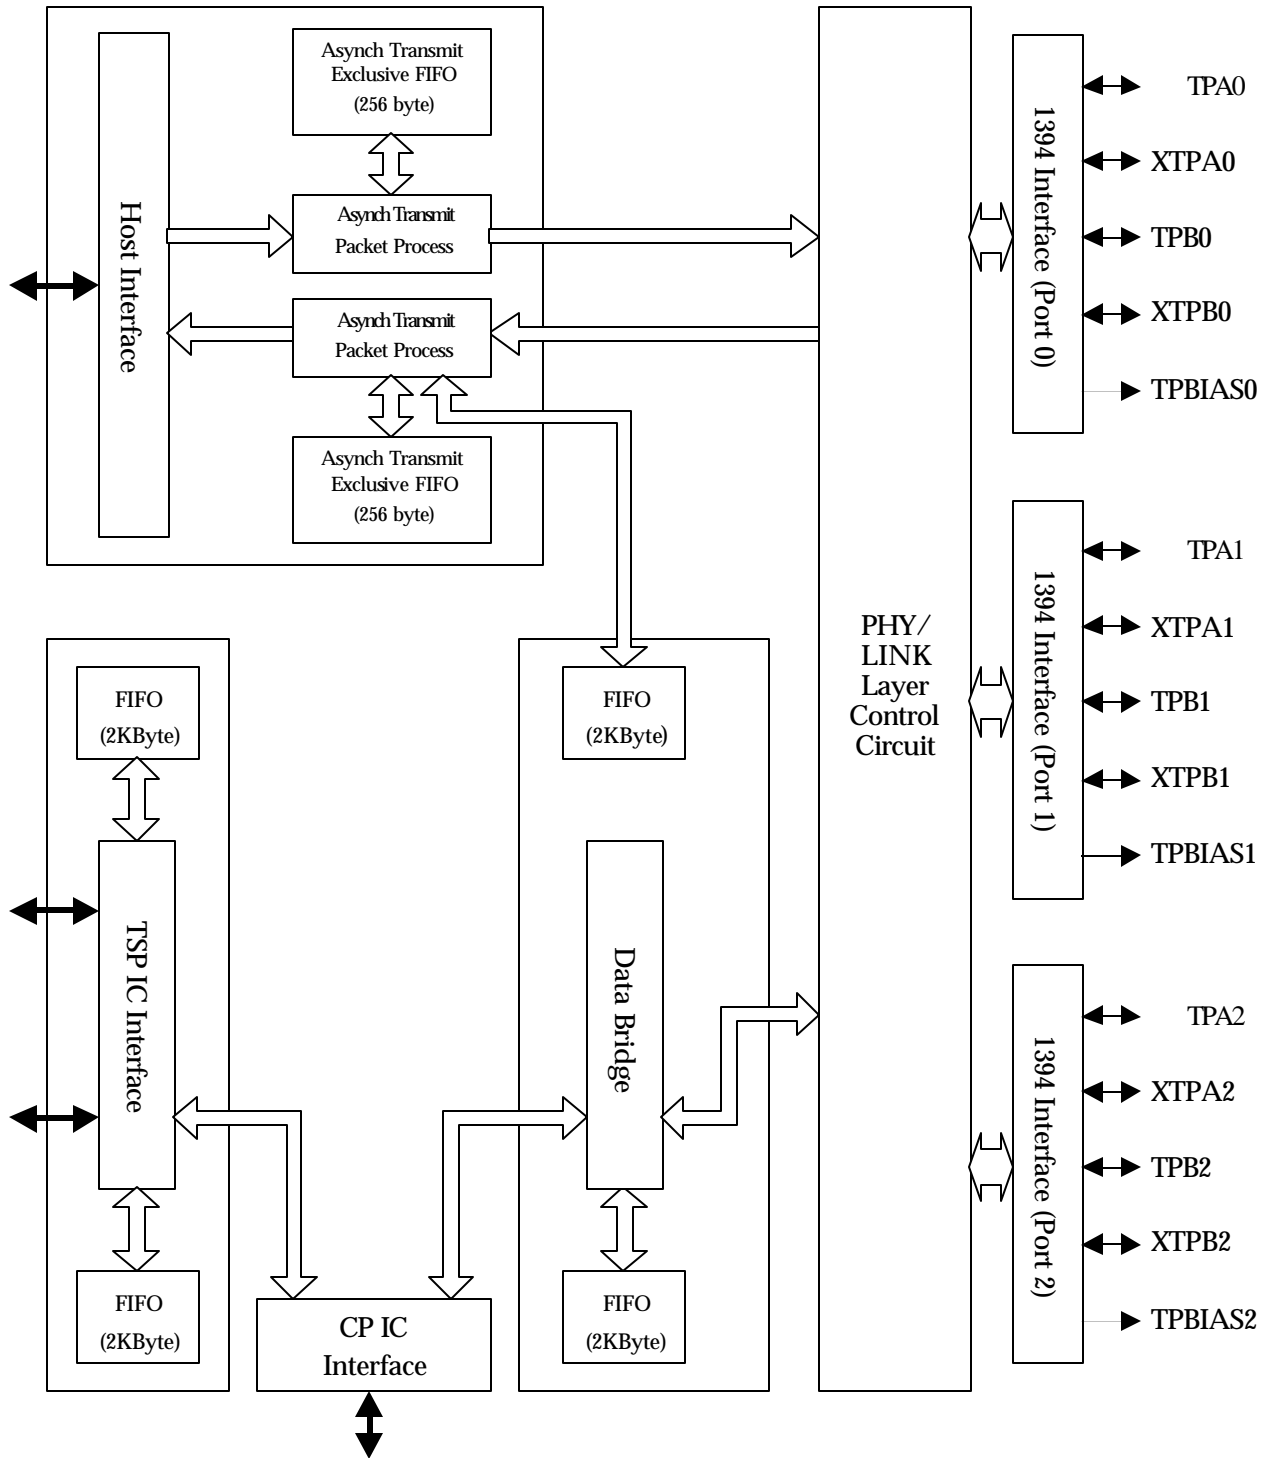 Asynch Transmit
Exclusive FIFO
(256 byte)
Host Interface
Asynch Transmit
Packet Process
Asynch Transmit
Packet Process
Asynch Transmit
Exclusive FIFO
(256 byte)
FIFO
(2KByte)
TSP IC Interface
FIFO
(2KByte)
CP IC
Interface
FIFO
(2KByte)
Data Bridge
FIFO
(2KByte)
PHY/
LINK
Layer
Control
Circuit
1394 Interface (Port 0)
TPA0
XTPA0
TPB0
XTPB0
TPBIAS0
1394 Interface (Port 1)
TPA1
XTPA1
TPB1
XTPB1
TPBIAS1
1394 Interface (Port 2)
TPA2
XTPA2
TPB2
XTPB2
TPBIAS2